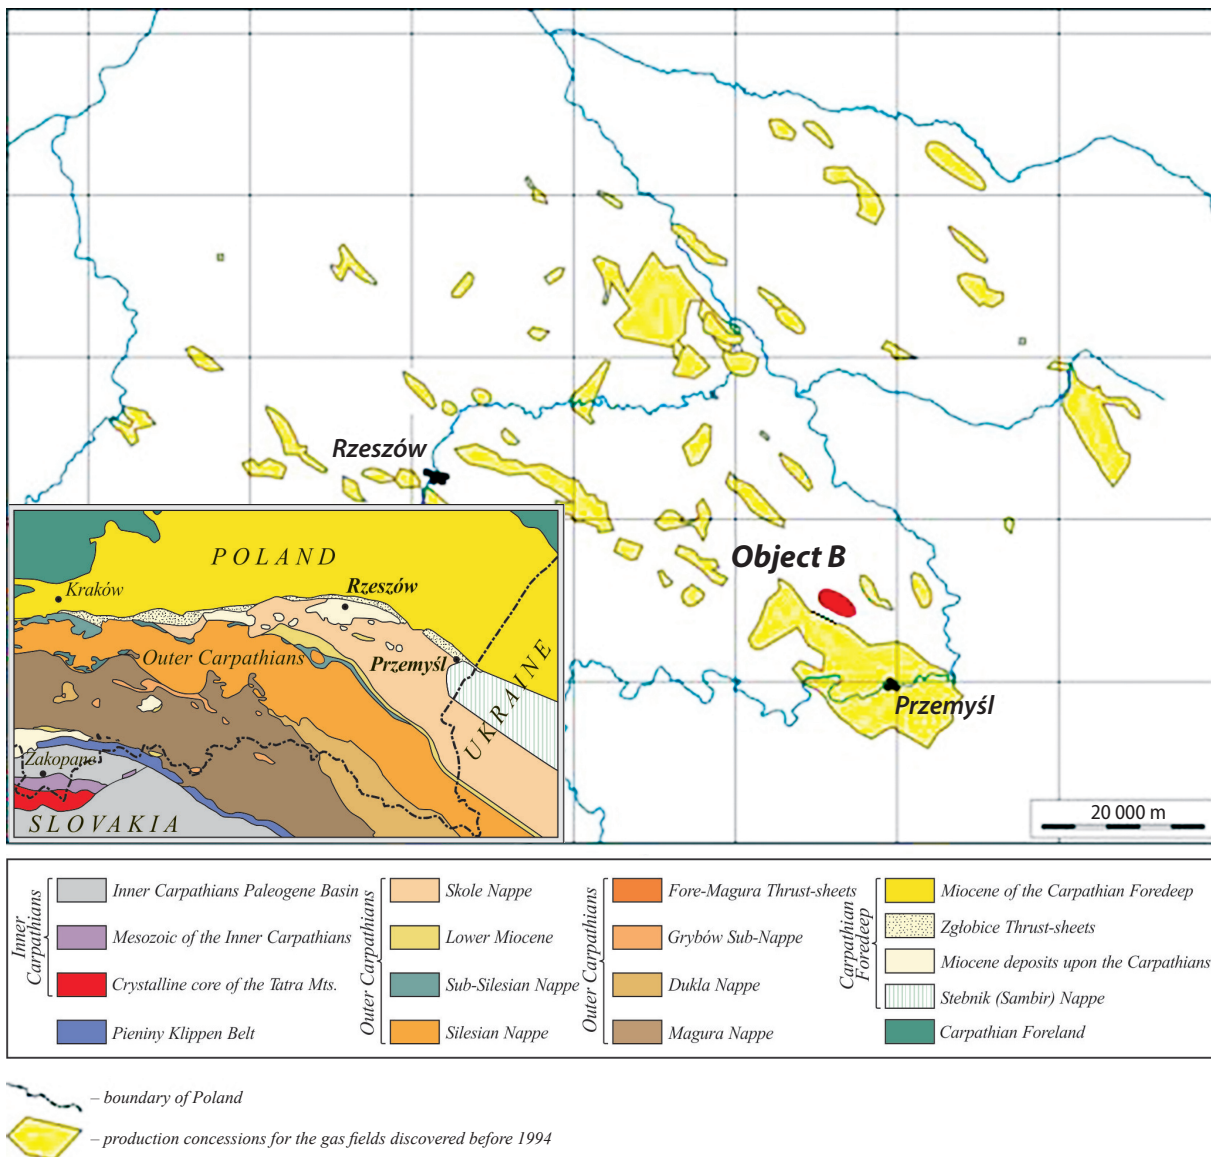 Rzeszów
Object B
Przemyśl
20 000 m
POLAND
Kraków
Rzeszów
Outer Carpathians
Przemyśl
UKRAINE
Zakopane
SLOVAKIA
Inner Carpathians
Inner Carpathians Paleogene Basin
Mesozoic of the Inner Carpathians
Crystalline core of the Tatra Mts.
Pieniny Klippen Belt
Outer Carpathians
Skole Nappe
Lower Miocene
Sub-Silesian Nappe
Silesian Nappe
Outer Carpathians
Fore-Magura Thrust-sheets
Grybów Sub-Nappe
Dukla Nappe
Magura Nappe
Carpathian Foredeep
Miocene of the Carpathian Foredeep
Zgłobice Thrust-sheets
Miocene deposits upon the Carpathians
Stebnik (Sambir) Nappe
Carpathian Foreland
– boundary of Poland
– production concessions for the gas fields discovered before 1994